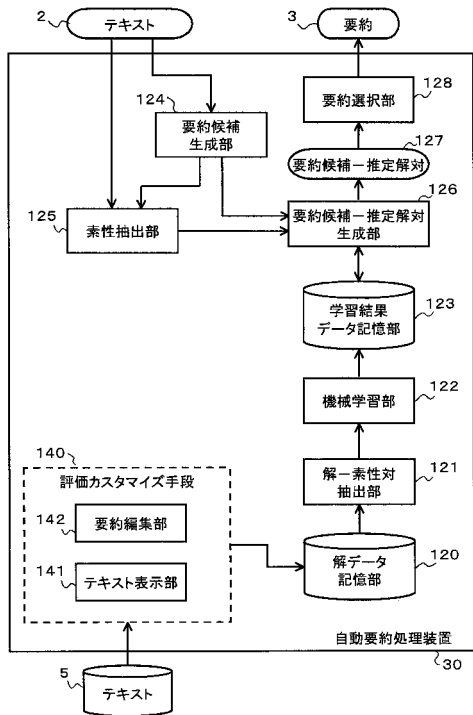 2
テキスト
3
要約
124
要約候補
生成部
要約選択部
128
127
要約候補－推定解対
125
素性抽出部
126
要約候補－推定解対
生成部
学習結果
データ記憶部
123
機械学習部
122
140
評価カスタマイズ手段
142
要約編集部
141
テキスト表示部
解－素性対
抽出部
121
解データ
記憶部
120
自動要約処理装置
30
5
テキスト